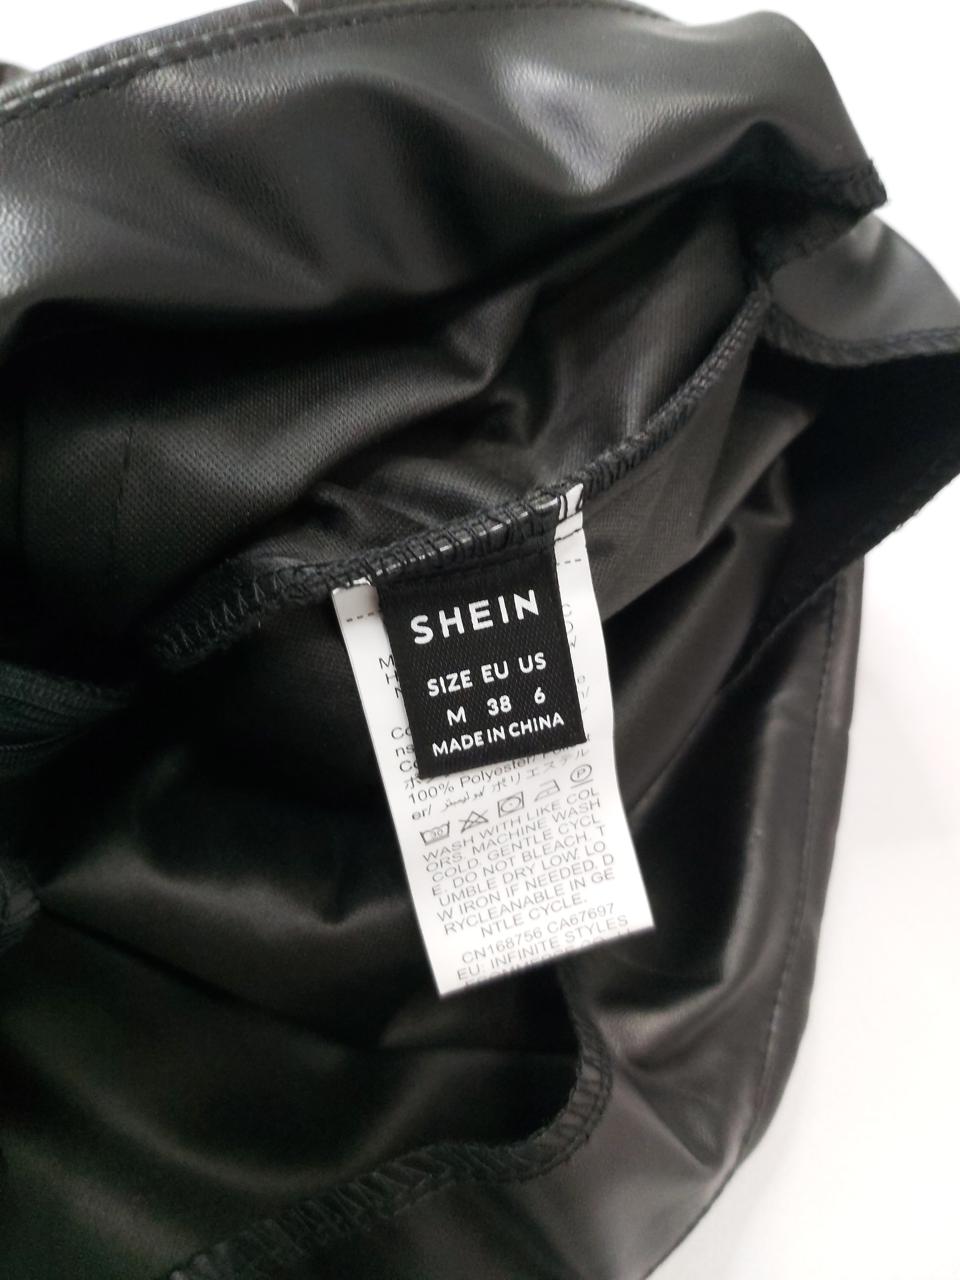 SHEIN
SIZE EU US
M 38 6
MADE IN CHINA
100% Polyester/
er/ ポリエステル
30
P
WASH WITH LIKE COL
ORS. MACHINE WASH
COLD. GENTLE CYCL
E. DO NOT BLEACH. T
UMBLE DRY LOW. LO
W IRON IF NEEDED. D
RYCLEANABLE IN GE
NTLE CYCLE.
CN168756 CA67697
EU: INFINITE STYLES